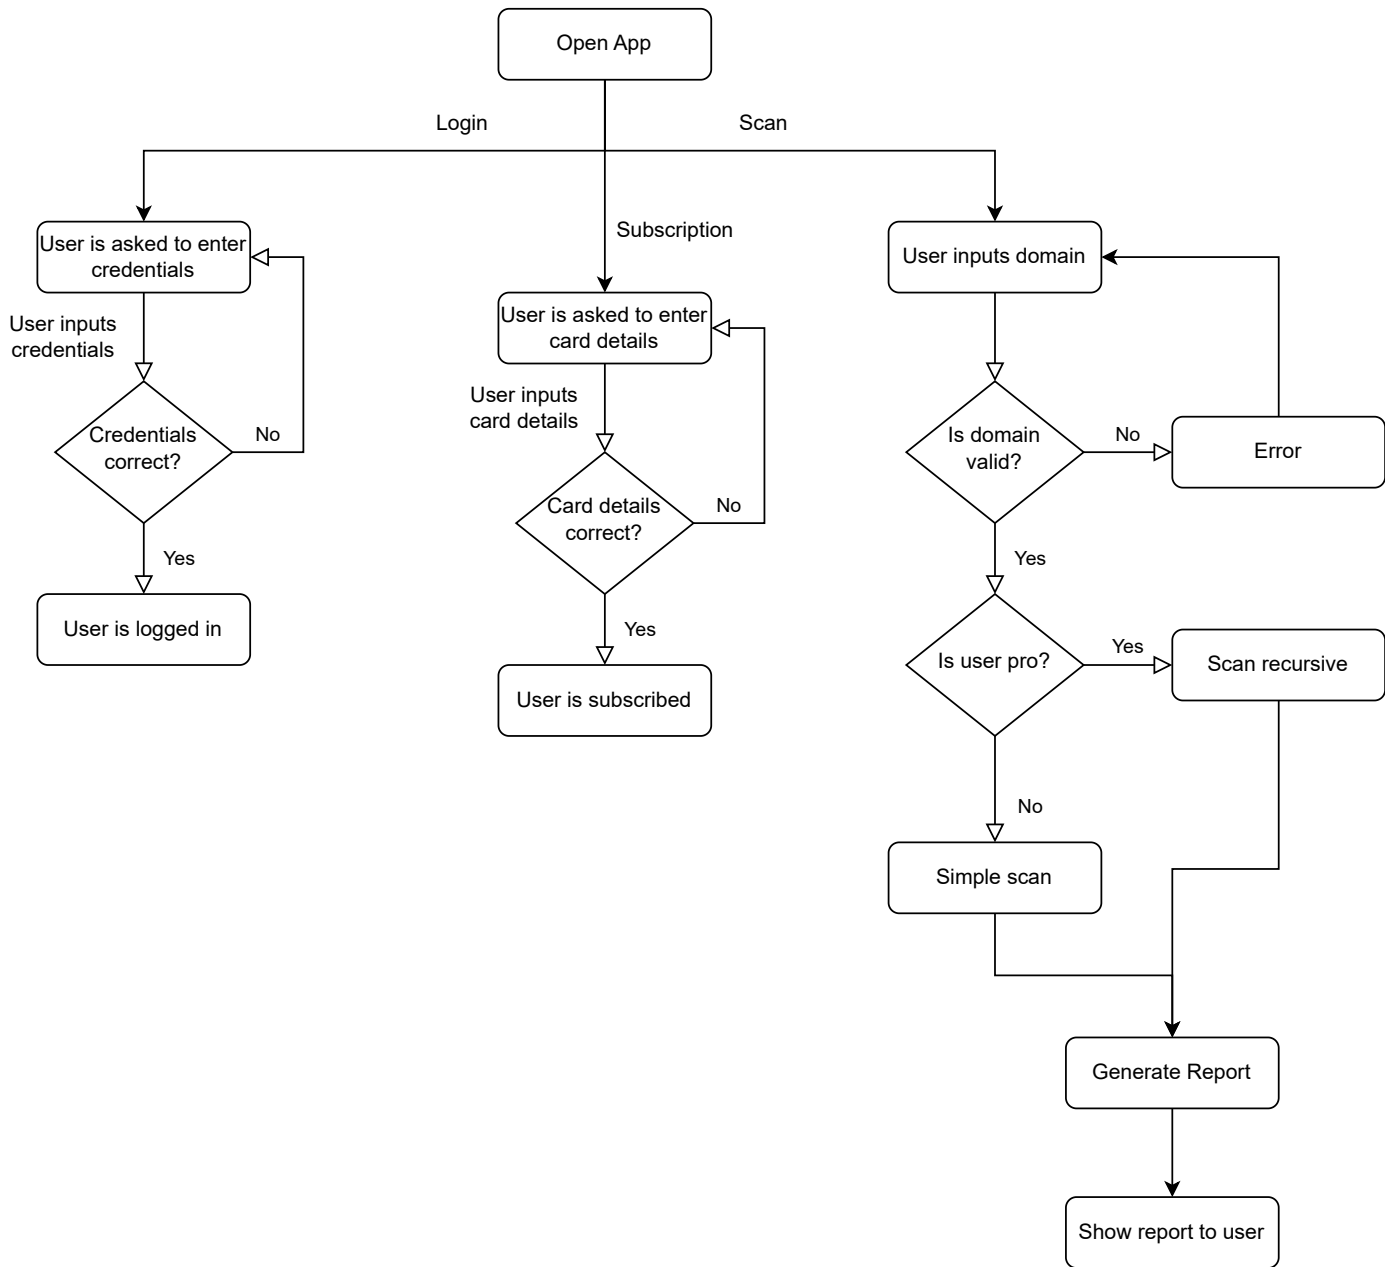 Open App
Login
Scan
Subscription
User is asked to enter
credentials
User inputs
credentials
Credentials
correct?
No
Yes
User is logged in
User is asked to enter
card details
User inputs
card details
Card details
correct?
No
Yes
User is subscribed
User inputs domain
Is domain
valid?
No
Error
Yes
Is user pro?
Yes
Scan recursive
No
Simple scan
Generate Report
Show report to user